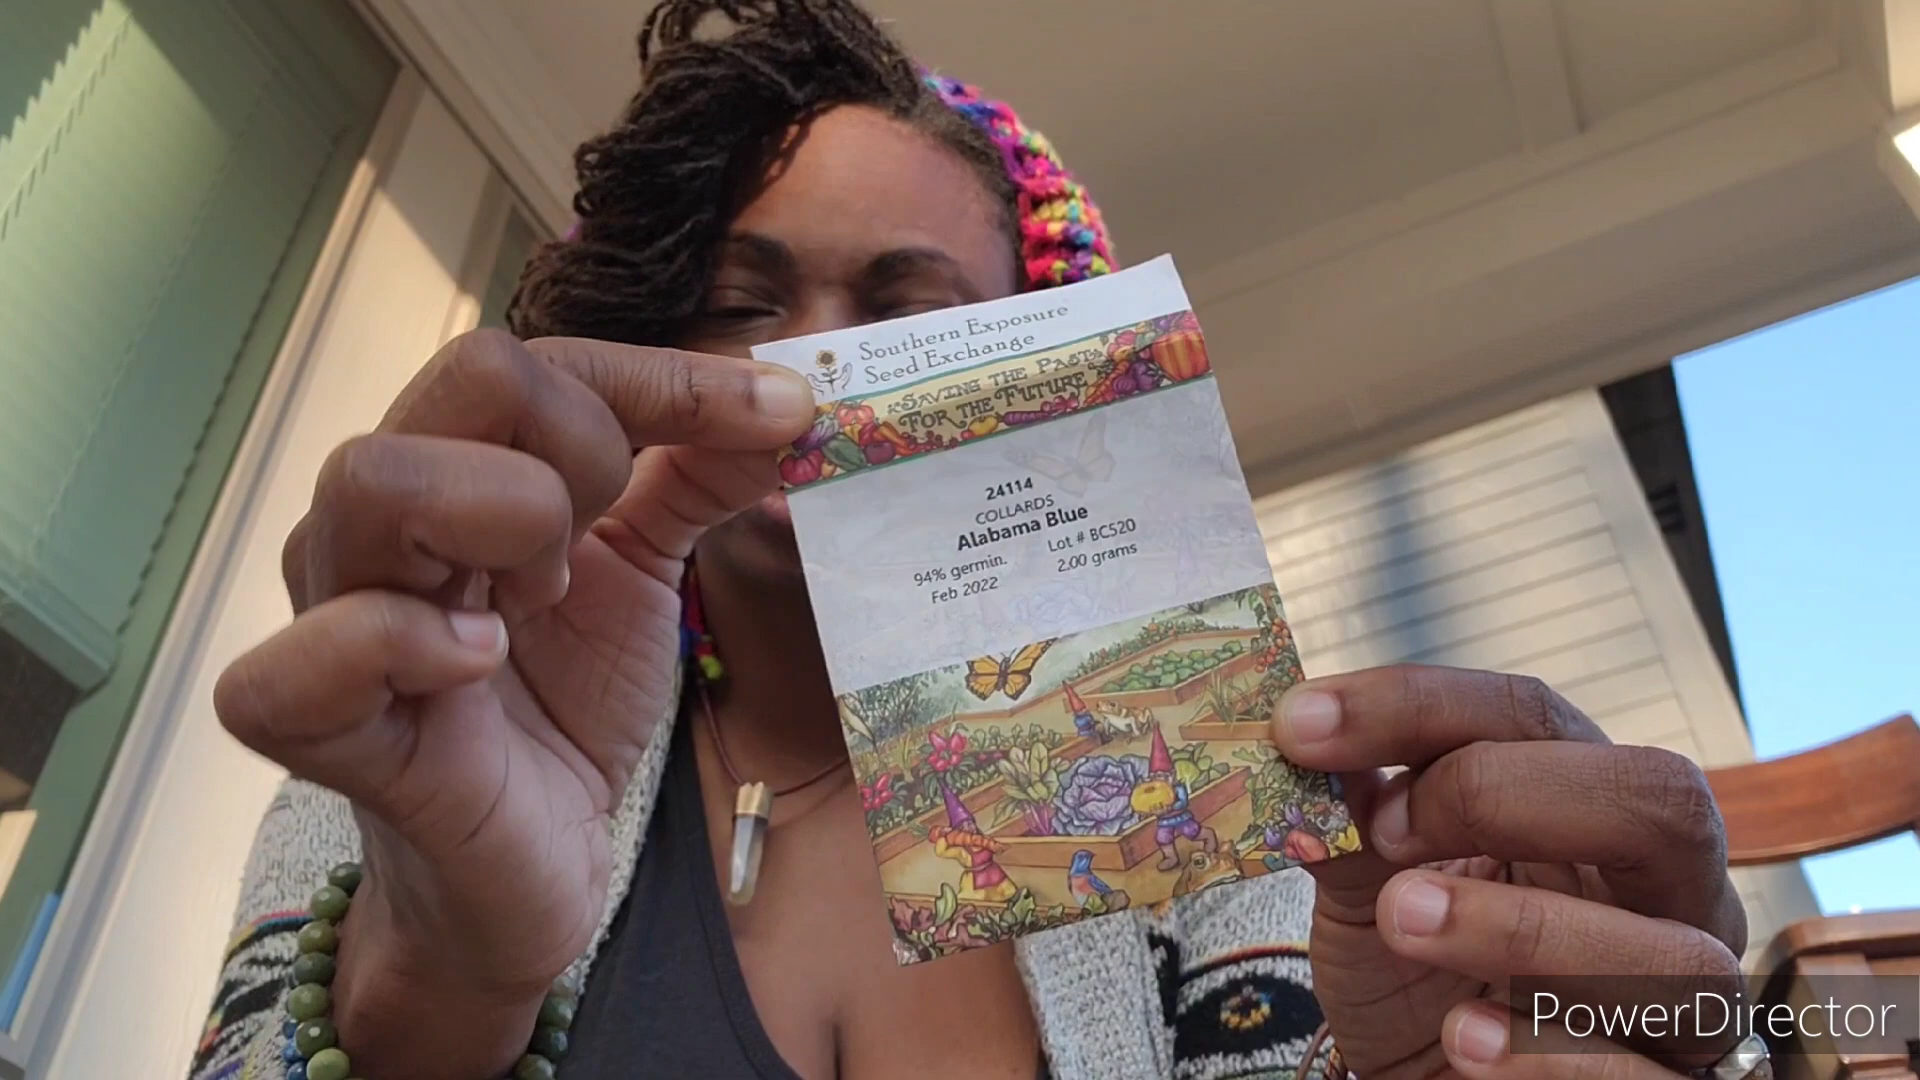 Southern Exposure
Seed Exchange
Saving the Past
For the Future
24114
COLLARDS
Alabama Blue
94% germin. Lot # BC520
Feb 2022 2.00 grams
PowerDirector